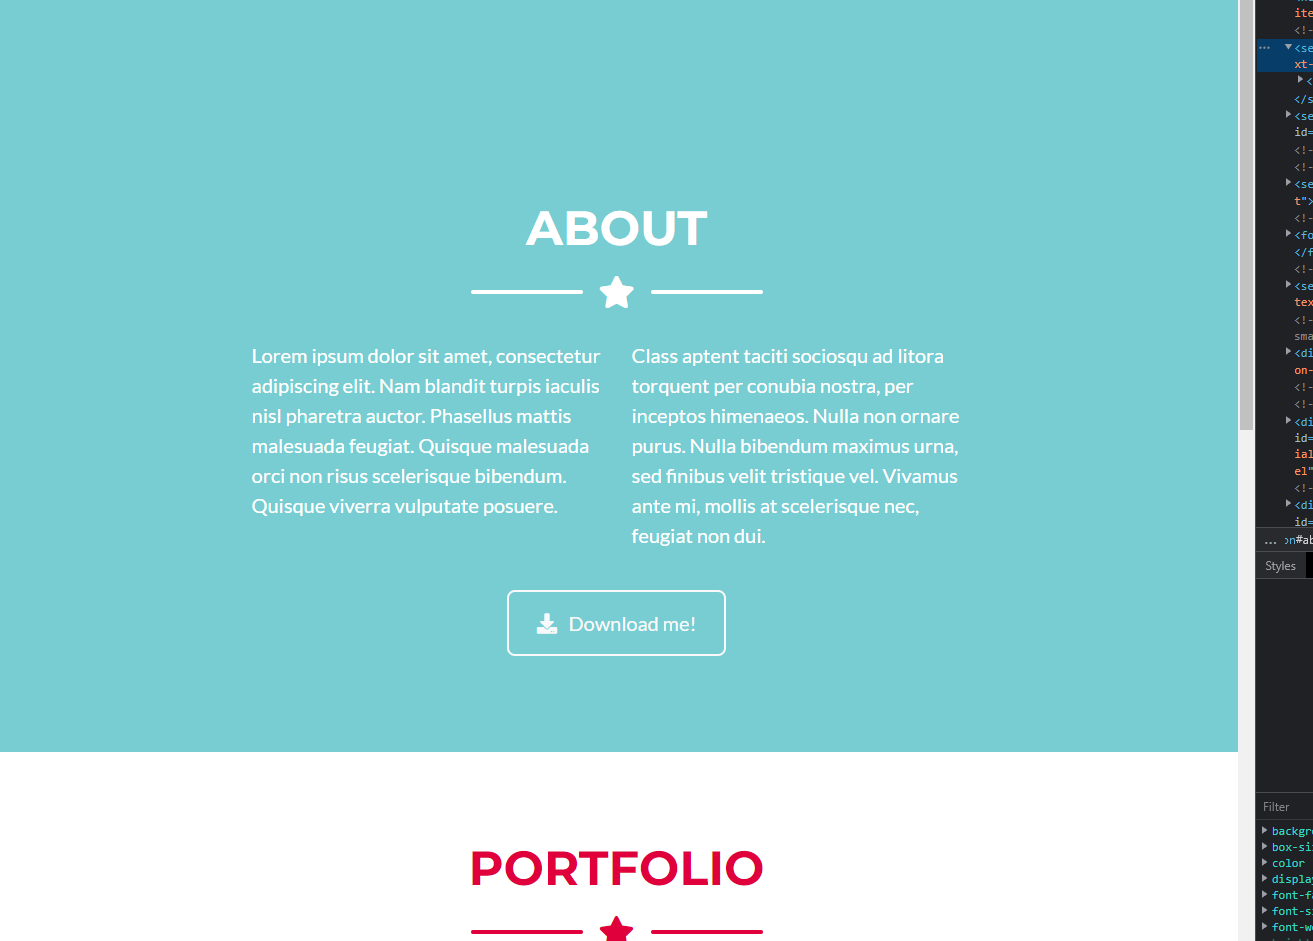 ABOUT
Lorem ipsum dolor sit amet, consectetur
adipiscing elit. Nam blandit turpis iaculis
nisl pharetra auctor. Phasellus mattis
malesuada feugiat. Quisque malesuada
orci non risus scelerisque bibendum.
Quisque viverra vulputate posuere.
Class aptent taciti sociosqu ad litora
torquent per conubia nostra, per
inceptos himenaeos. Nulla non ornare
purus. Nulla bibendum maximus urna,
sed finibus velit tristique vel. Vivamus
ante mi, mollis at scelerisque nec,
feugiat non dui.
Download me!
PORTFOLIO
ite
<!-
<se
xt-
<
</s
<se
id=
<!-
<!-
<se
t">
<!-
<fo
</f
<!-
<se
tex
<!-
sma
<di
on-
<!-
<!-
<di
id=
ial
el"
<!-
<di
id=
... on#ab
Styles
Filter
backgr
box-si
color
display
font-fa
font-si
font-w